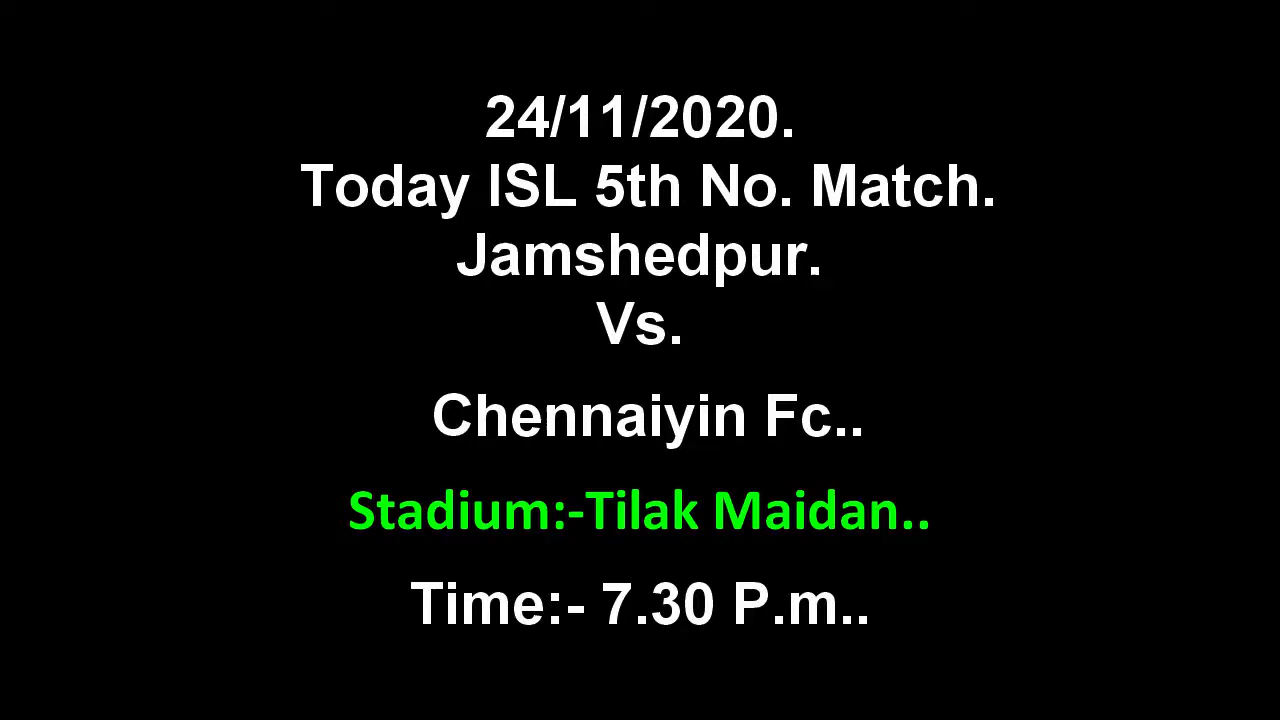 24/11/2020.
Today ISL 5th No. Match.
Jamshedpur.
Vs.
Chennaiyin Fc..
Stadium:-Tilak Maidan..
Time:- 7.30 P.m..